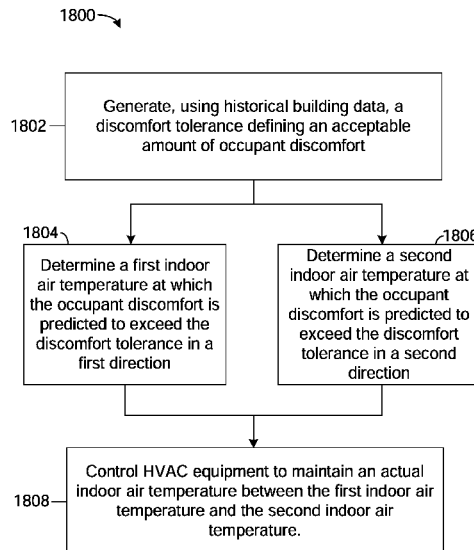 1800
1802
Generate, using historical building data, a
discomfort tolerance defining an acceptable
amount of occupant discomfort
1804
Determine a first indoor
air temperature at which
the occupant discomfort is
predicted to exceed the
discomfort tolerance in a
first direction
1806
Determine a second
indoor air temperature at
which the occupant
discomfort is predicted to
exceed the discomfort
tolerance in a second
direction
1808
Control HVAC equipment to maintain an actual
indoor air temperature between the first indoor air
temperature and the second indoor air
temperature.